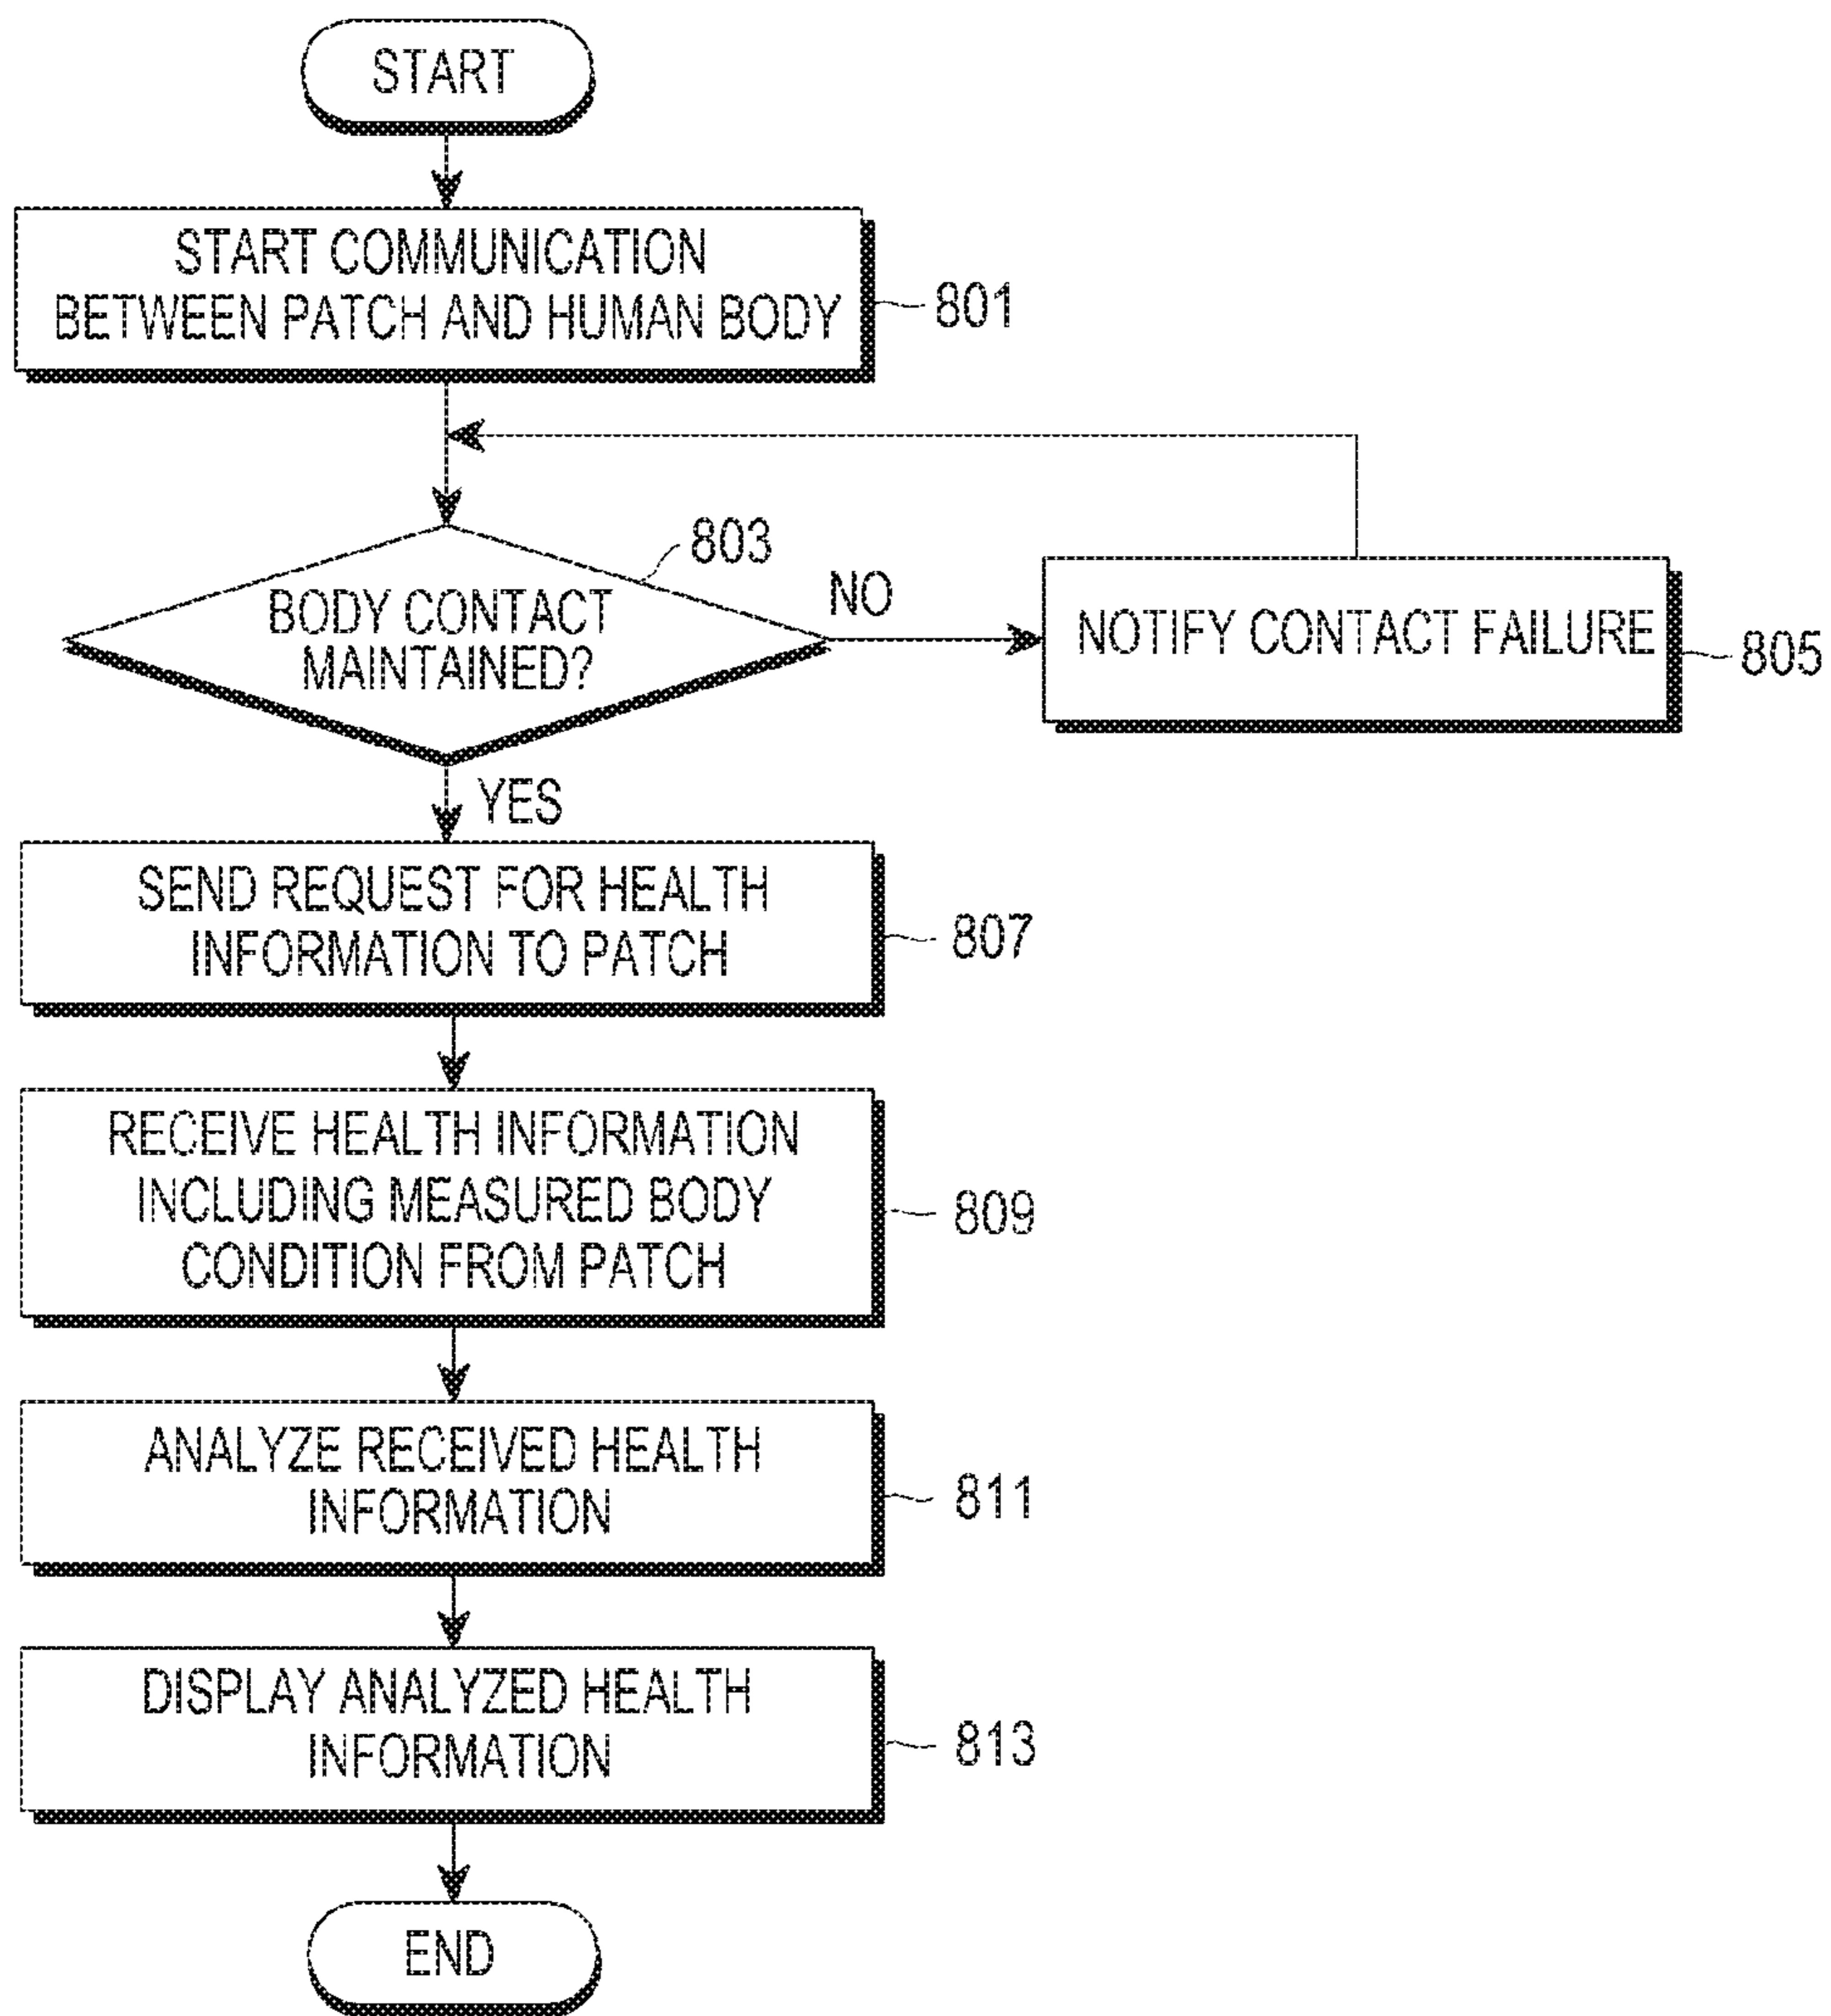 START
START COMMUNICATION
BETWEEN PATCH AND HUMAN BODY
801
803
BODY CONTACT
MAINTAINED?
NO
NOTIFY CONTACT FAILURE
805
YES
SEND REQUEST FOR HEALTH
INFORMATION TO PATCH
807
RECEIVE HEALTH INFORMATION
INCLUDING MEASURED BODY
CONDITION FROM PATCH
809
ANALYZE RECEIVED HEALTH
INFORMATION
811
DISPLAY ANALYZED HEALTH
INFORMATION
813
END